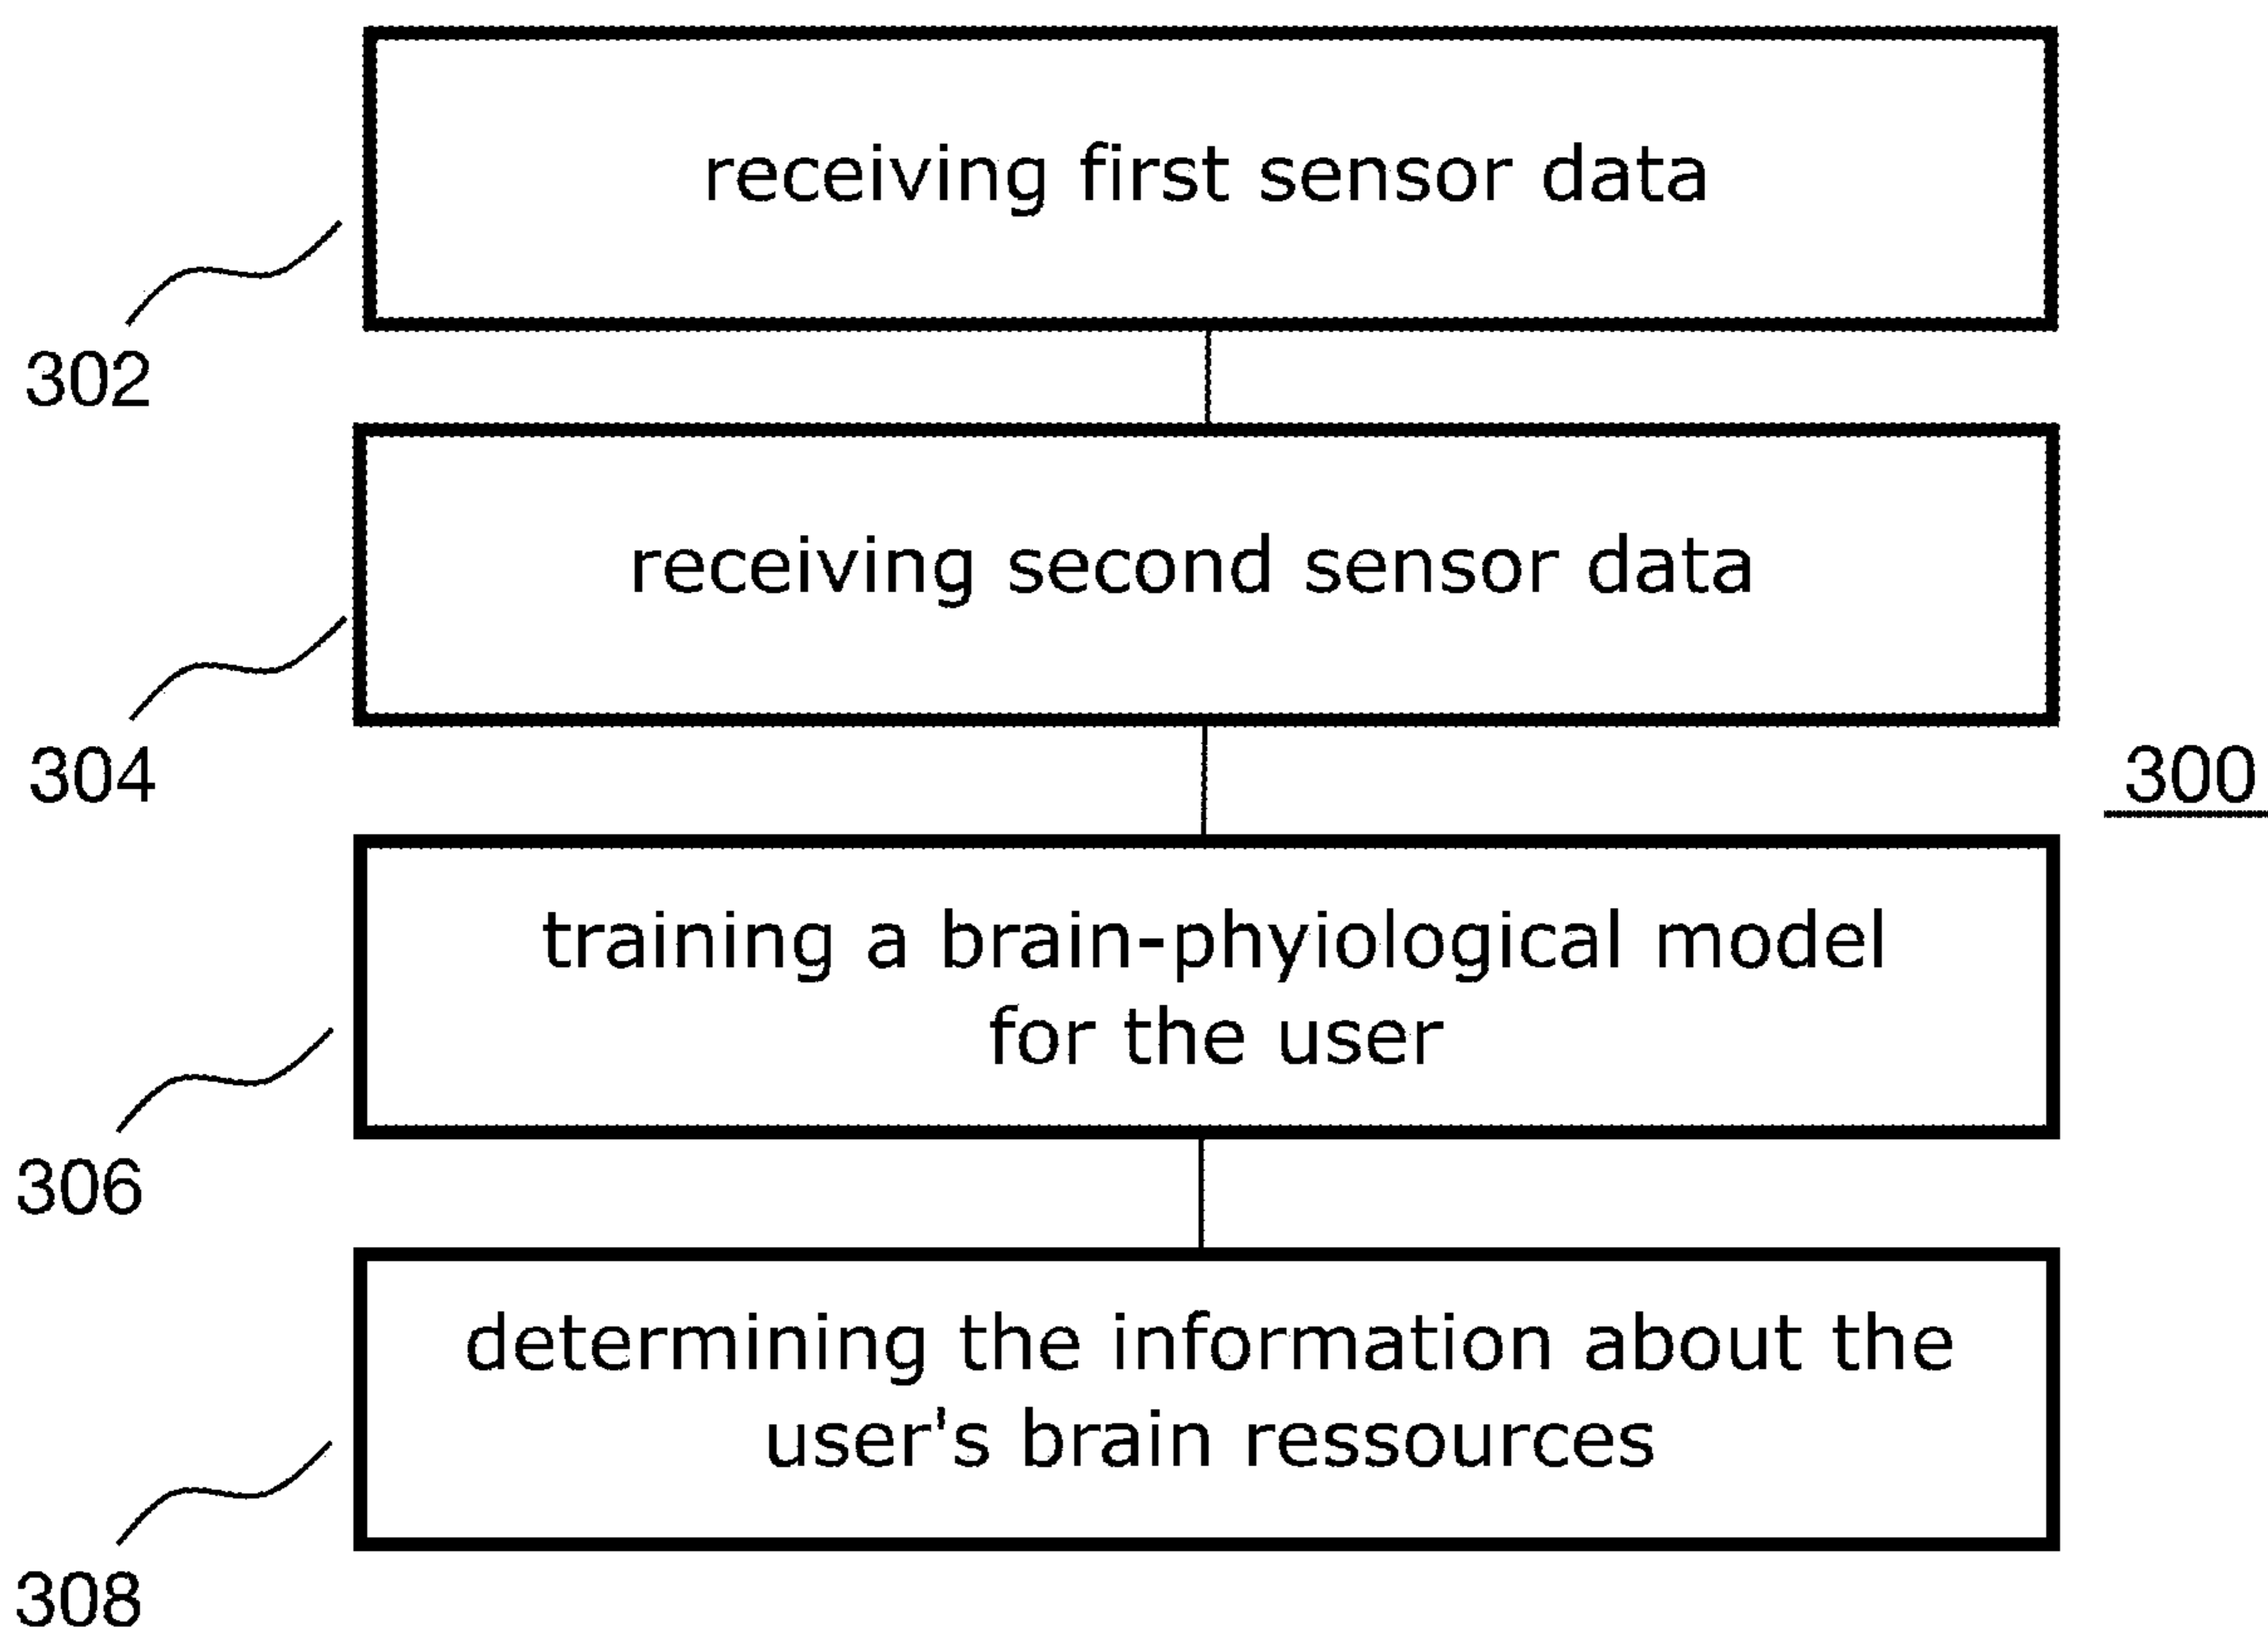 receiving first sensor data
302
receiving second sensor data
304
300
training a brain-phyiological model
for the user
306
determining the information about the
user's brain ressources
308